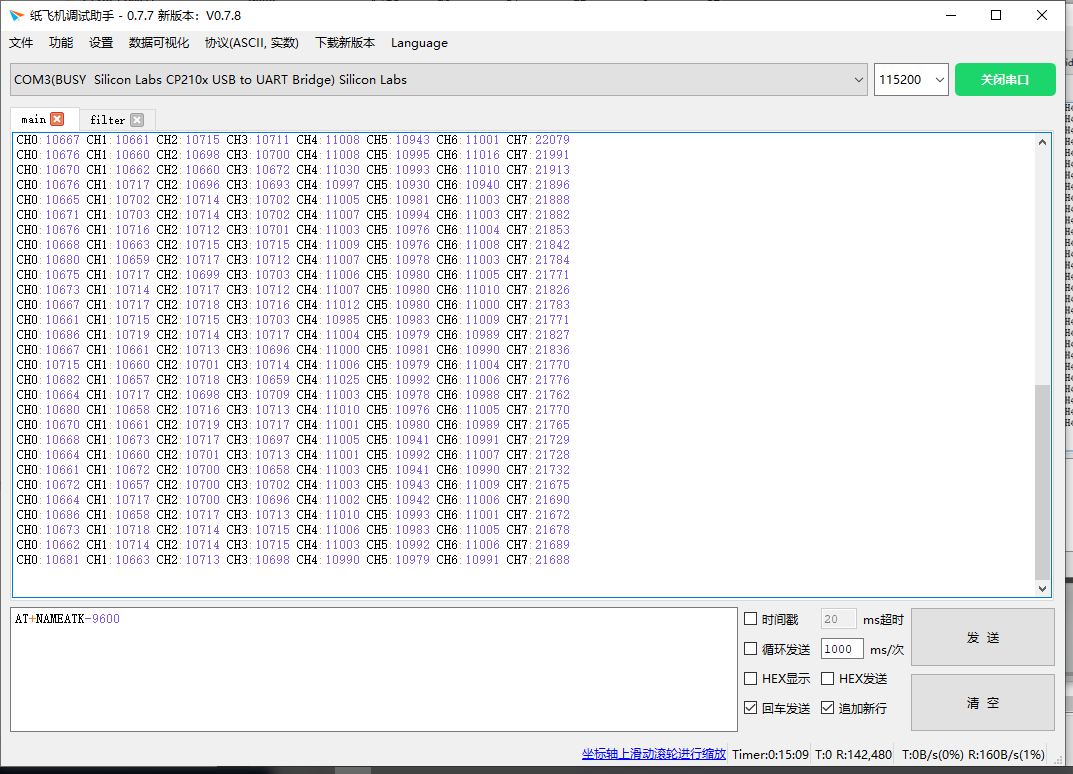 纸飞机调试助手 - 0.7.7 新版本：V0.7.8
文件 功能 设置 数据可视化 协议(ASCII, 实数) 下载新版本 Language
COM3(BUSY Silicon Labs CP210x USB to UART Bridge) Silicon Labs 115200 关闭串口
main filter
CH0:10667 CH1:10661 CH2:10715 CH3:10711 CH4:11008 CH5:10943 CH6:11001 CH7:22079
CH0:10676 CH1:10660 CH2:10698 CH3:10700 CH4:11008 CH5:10995 CH6:11016 CH7:21991
CH0:10670 CH1:10662 CH2:10660 CH3:10672 CH4:11030 CH5:10993 CH6:11010 CH7:21913
CH0:10676 CH1:10717 CH2:10696 CH3:10693 CH4:10997 CH5:10930 CH6:10940 CH7:21896
CH0:10665 CH1:10702 CH2:10714 CH3:10702 CH4:11005 CH5:10981 CH6:11003 CH7:21888
CH0:10671 CH1:10703 CH2:10714 CH3:10702 CH4:11007 CH5:10994 CH6:11003 CH7:21882
CH0:10676 CH1:10716 CH2:10712 CH3:10701 CH4:11003 CH5:10976 CH6:11004 CH7:21853
CH0:10668 CH1:10663 CH2:10715 CH3:10715 CH4:11009 CH5:10976 CH6:11008 CH7:21842
CH0:10680 CH1:10659 CH2:10717 CH3:10712 CH4:11007 CH5:10978 CH6:11003 CH7:21784
CH0:10675 CH1:10717 CH2:10699 CH3:10703 CH4:11006 CH5:10980 CH6:11005 CH7:21771
CH0:10673 CH1:10714 CH2:10717 CH3:10712 CH4:11007 CH5:10980 CH6:11010 CH7:21826
CH0:10667 CH1:10717 CH2:10718 CH3:10716 CH4:11012 CH5:10980 CH6:11000 CH7:21783
CH0:10661 CH1:10715 CH2:10715 CH3:10703 CH4:10985 CH5:10983 CH6:11009 CH7:21771
CH0:10686 CH1:10719 CH2:10714 CH3:10717 CH4:11004 CH5:10979 CH6:10989 CH7:21827
CH0:10667 CH1:10661 CH2:10713 CH3:10696 CH4:11000 CH5:10981 CH6:10990 CH7:21836
CH0:10715 CH1:10660 CH2:10701 CH3:10714 CH4:11006 CH5:10979 CH6:11004 CH7:21770
CH0:10682 CH1:10657 CH2:10718 CH3:10659 CH4:11025 CH5:10992 CH6:11006 CH7:21776
CH0:10664 CH1:10717 CH2:10698 CH3:10709 CH4:11003 CH5:10978 CH6:10988 CH7:21762
CH0:10680 CH1:10658 CH2:10716 CH3:10713 CH4:11010 CH5:10976 CH6:11005 CH7:21770
CH0:10670 CH1:10661 CH2:10719 CH3:10717 CH4:11001 CH5:10980 CH6:10989 CH7:21765
CH0:10668 CH1:10673 CH2:10717 CH3:10697 CH4:11005 CH5:10941 CH6:10991 CH7:21729
CH0:10664 CH1:10660 CH2:10701 CH3:10713 CH4:11001 CH5:10992 CH6:11007 CH7:21728
CH0:10661 CH1:10672 CH2:10700 CH3:10658 CH4:11003 CH5:10941 CH6:10990 CH7:21732
CH0:10672 CH1:10657 CH2:10700 CH3:10702 CH4:11003 CH5:10943 CH6:11009 CH7:21675
CH0:10664 CH1:10717 CH2:10700 CH3:10696 CH4:11002 CH5:10942 CH6:11006 CH7:21690
CH0:10686 CH1:10658 CH2:10717 CH3:10713 CH4:11010 CH5:10993 CH6:11001 CH7:21672
CH0:10673 CH1:10718 CH2:10714 CH3:10715 CH4:11006 CH5:10983 CH6:11005 CH7:21678
CH0:10662 CH1:10714 CH2:10714 CH3:10715 CH4:11003 CH5:10992 CH6:11006 CH7:21689
CH0:10681 CH1:10663 CH2:10713 CH3:10698 CH4:10990 CH5:10979 CH6:10991 CH7:21688
AT+NAMEATK-9600
时间戳 20 ms超时
循环发送 1000 ms/次
HEX显示 HEX发送
回车发送 追加新行
发 送
清 空
坐标轴上滑动滚轮进行缩放 Timer:0:15:09 T:0 R:142,480 T:0B/s(0%) R:160B/s(1%)